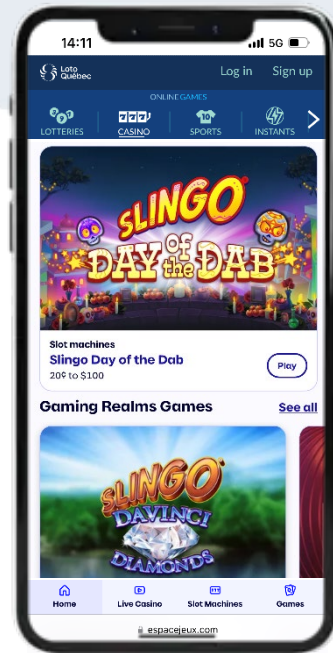 14:11
5G
Loto
Québec
Log in
Sign up
ONLINE.GAMES
LOTTERIES
777
CASINO
10
SPORTS
INSTANTS
SLINGO
DAY of the DAB
Slot machines
Slingo Day of the Dab
20¢ to $100
Play
Gaming Realms Games
See all
SLINGO
DAVINCI
DIAMONDS
Home
Live Casino
Slot Machines
Games
espacejeux.com